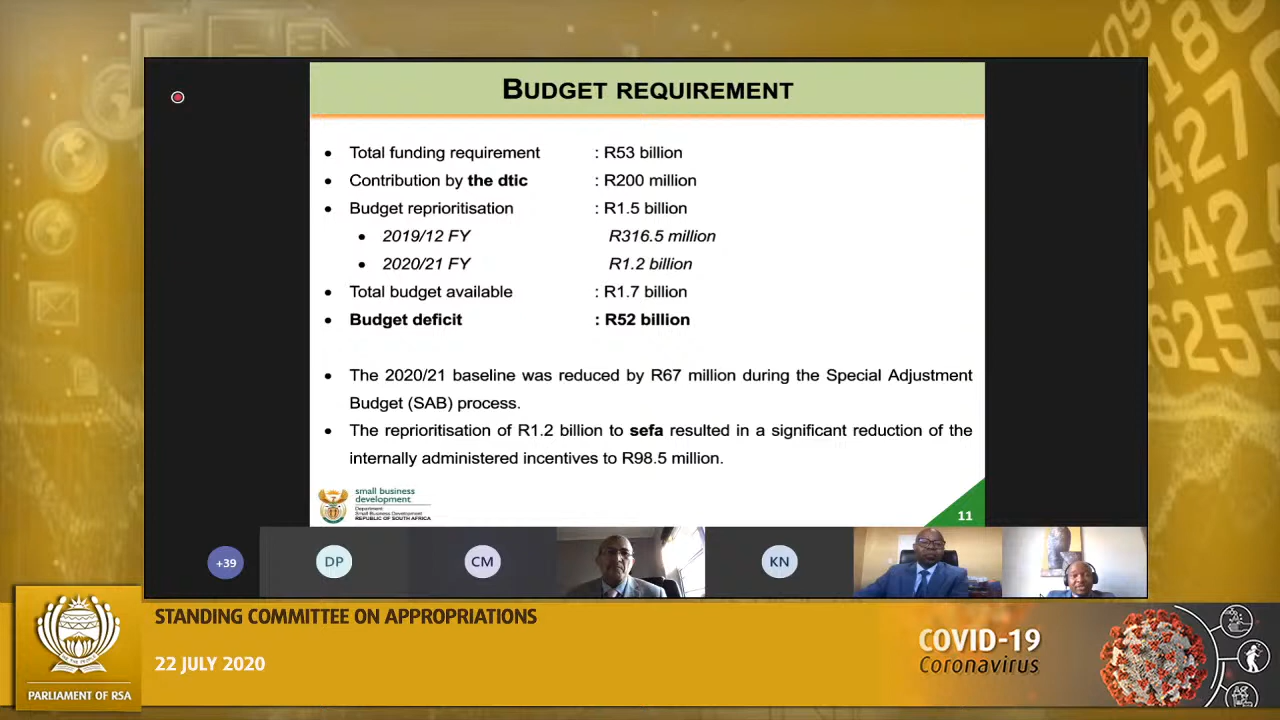 BUDGET REQUIREMENT
• Total funding requirement : R53 billion
• Contribution by the dtic : R200 million
• Budget reprioritisation : R1.5 billion
• 2019/12 FY R316.5 million
• 2020/21 FY R1.2 billion
• Total budget available : R1.7 billion
• Budget deficit : R52 billion
• The 2020/21 baseline was reduced by R67 million during the Special Adjustment
Budget (SAB) process.
• The reprioritisation of R1.2 billion to sefa resulted in a significant reduction of the
internally administered incentives to R98.5 million.
small business
development
Department:
Small Business Development
REPUBLIC OF SOUTH AFRICA
11
+39
DP
CM
KN
STANDING COMMITTEE ON APPROPRIATIONS
22 JULY 2020
PARLIAMENT OF RSA
COVID-19
Coronavirus